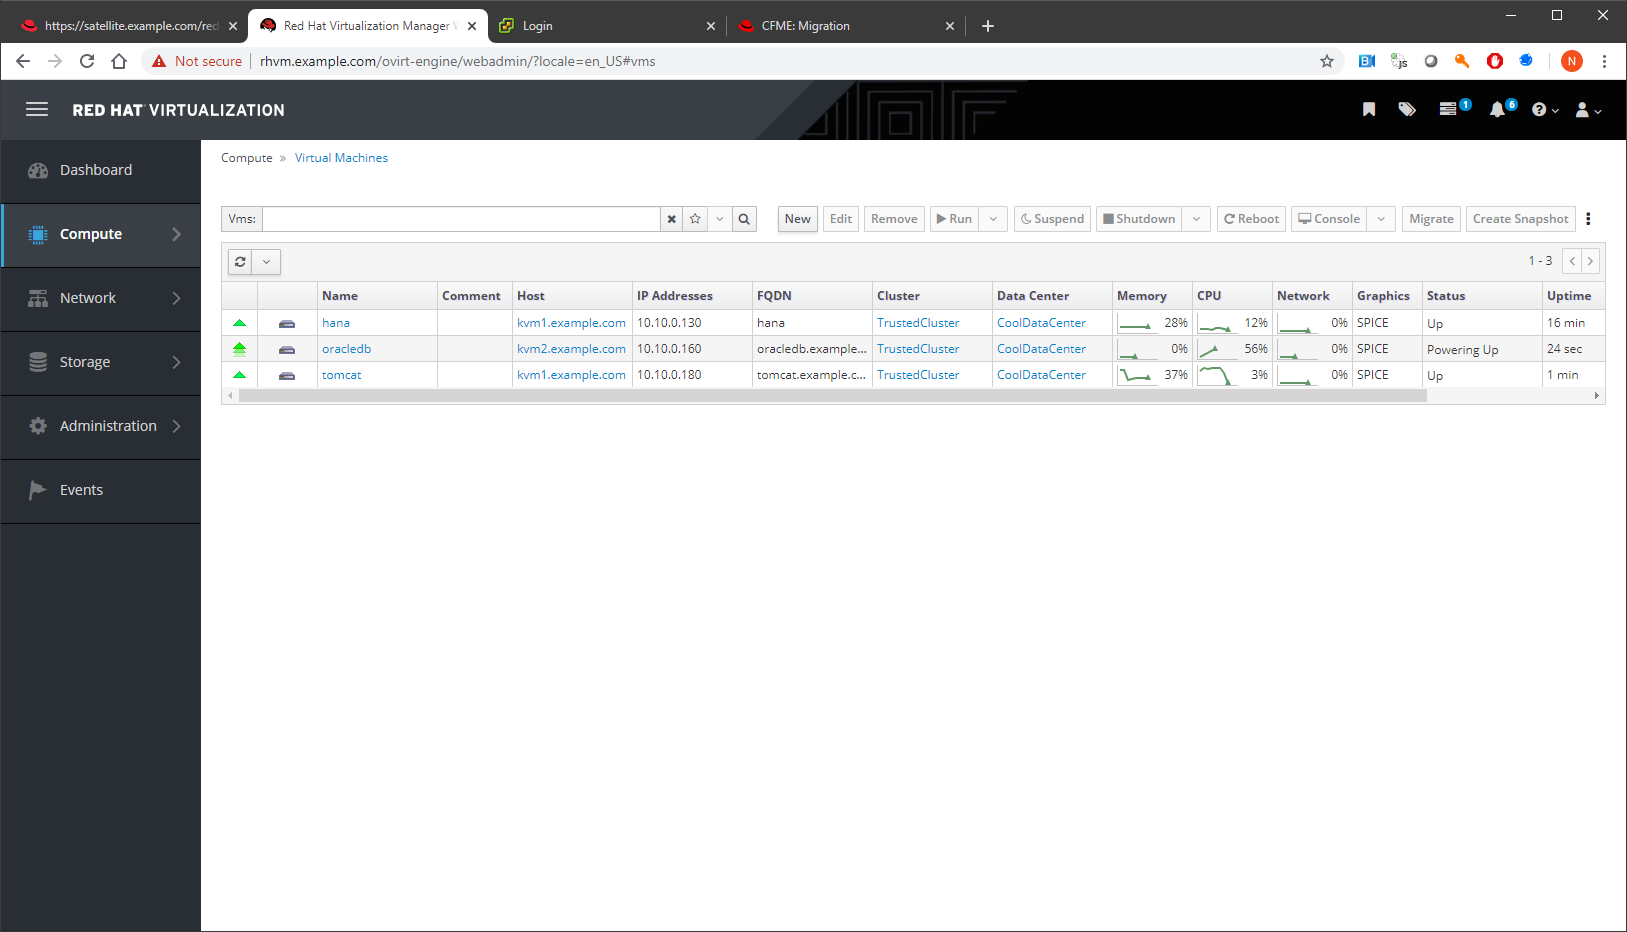 https://satellite.example.com/red
Red Hat Virtualization Manager W
Login
CFME: Migration
Not secure
rhvm.example.com/ovirt-engine/webadmin/?locale=en_US#vms
B
js
N
RED HAT VIRTUALIZATION
1
6
Dashboard
Compute
Network
Storage
Administration
Events
Compute » Virtual Machines
Vms:
New Edit Remove Run Suspend Shutdown Reboot Console Migrate Create Snapshot
1 - 3
Name Comment Host IP Addresses FQDN Cluster Data Center Memory CPU Network Graphics Status Uptime
hana kvm1.example.com 10.10.0.130 hana TrustedCluster CoolDataCenter 28% 12% 0% SPICE Up 16 min
oracledb kvm2.example.com 10.10.0.160 oracledb.example... TrustedCluster CoolDataCenter 0% 56% 0% SPICE Powering Up 24 sec
tomcat kvm1.example.com 10.10.0.180 tomcat.example.c... TrustedCluster CoolDataCenter 37% 3% 0% SPICE Up 1 min